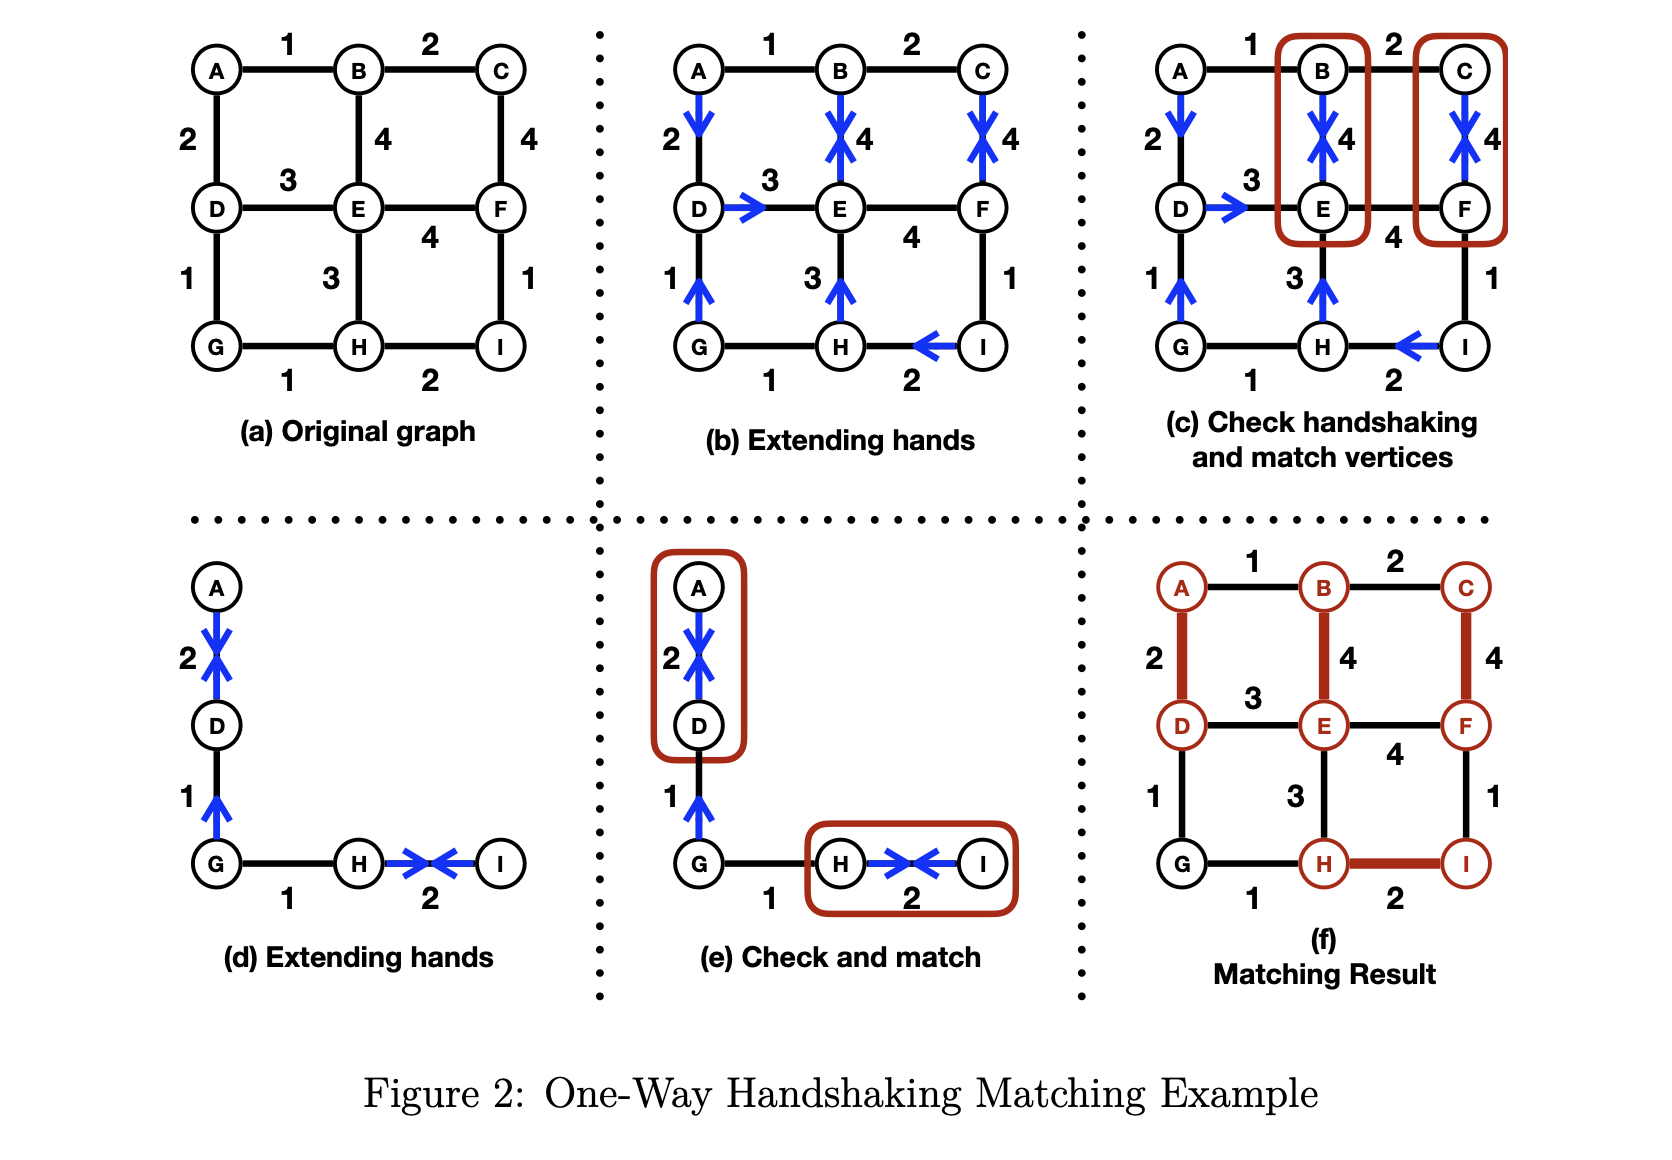 1 2
A B C
2 4 4
3
D E F
4
1 3 1
G H I
1 2
(a) Original graph
1 2
A B C
2 4 4
3
D E F
4
1 3 1
G H I
1 2
(b) Extending hands
1 2
A B C
2 4 4
3
D E F
4
1 3 1
G H I
1 2
(c) Check handshaking
and match vertices
A
2
D
1
G H I
1 2
(d) Extending hands
A
2
D
1
G H I
1 2
(e) Check and match
1 2
A B C
2 4 4
3
D E F
4
1 3 1
G H I
1 2
(f)
Matching Result
Figure 2: One-Way Handshaking Matching Example